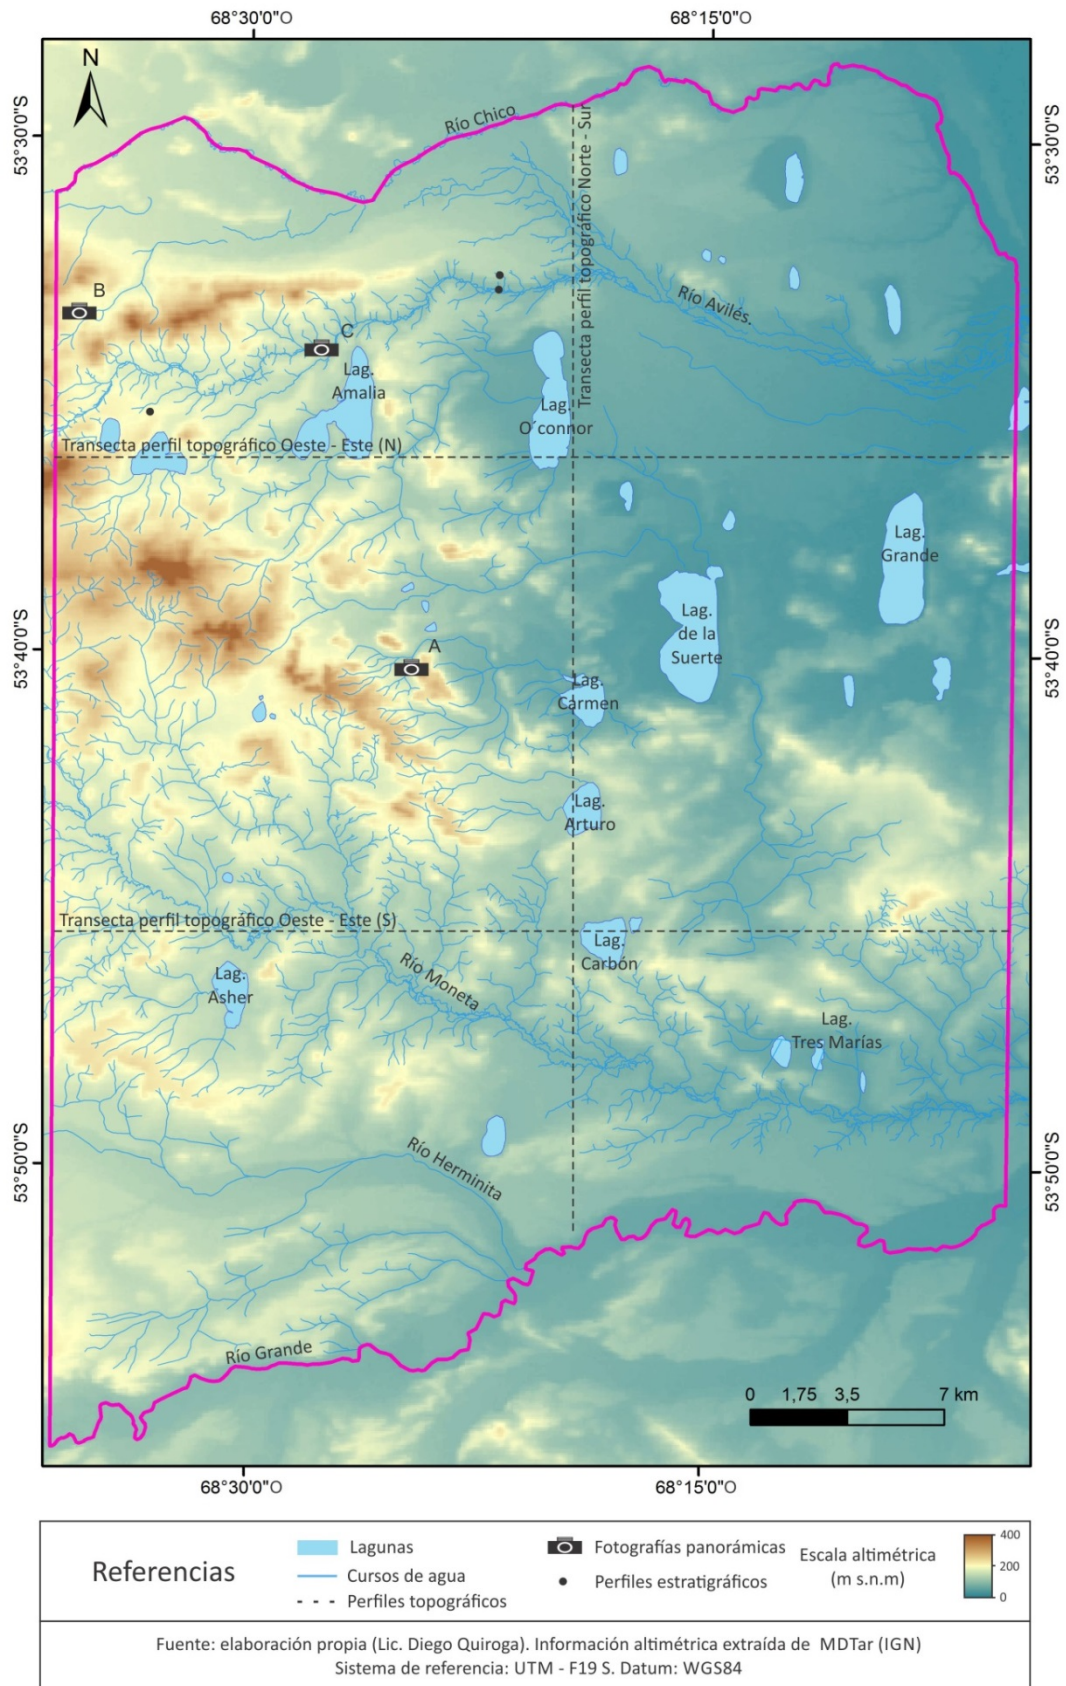 68°30'0"O
68°15'0"O
N
53°30'0"S
53°30'0"S
Río Chico
Transecta perfil topográfico Norte - Sur
B
Río Avilés.
C
Lag.
Amalia
Lag.
O´connor
Transecta perfil topográfico Oeste - Este (N)
Lag.
Grande
Lag.
de la
Suerte
53°40'0"S
53°40'0"S
A
Lag.
Carmen
Lag.
Arturo
Transecta perfil topográfico Oeste - Este (S)
Lag.
Carbón
Río Moneta
Lag.
Asher
Lag.
Tres Marías
53°50'0"S
53°50'0"S
Río Herminita
Río Grande
0 1,75 3,5 7 km
68°30'0"O
68°15'0"O
Referencias
Lagunas
Cursos de agua
Perfiles topográficos
Fotografías panorámicas
Perfiles estratigráficos
Escala altimétrica
(m s.n.m)
400
200
0
Fuente: elaboración propia (Lic. Diego Quiroga). Información altimétrica extraída de MDTar (IGN)
Sistema de referencia: UTM - F19 S. Datum: WGS84